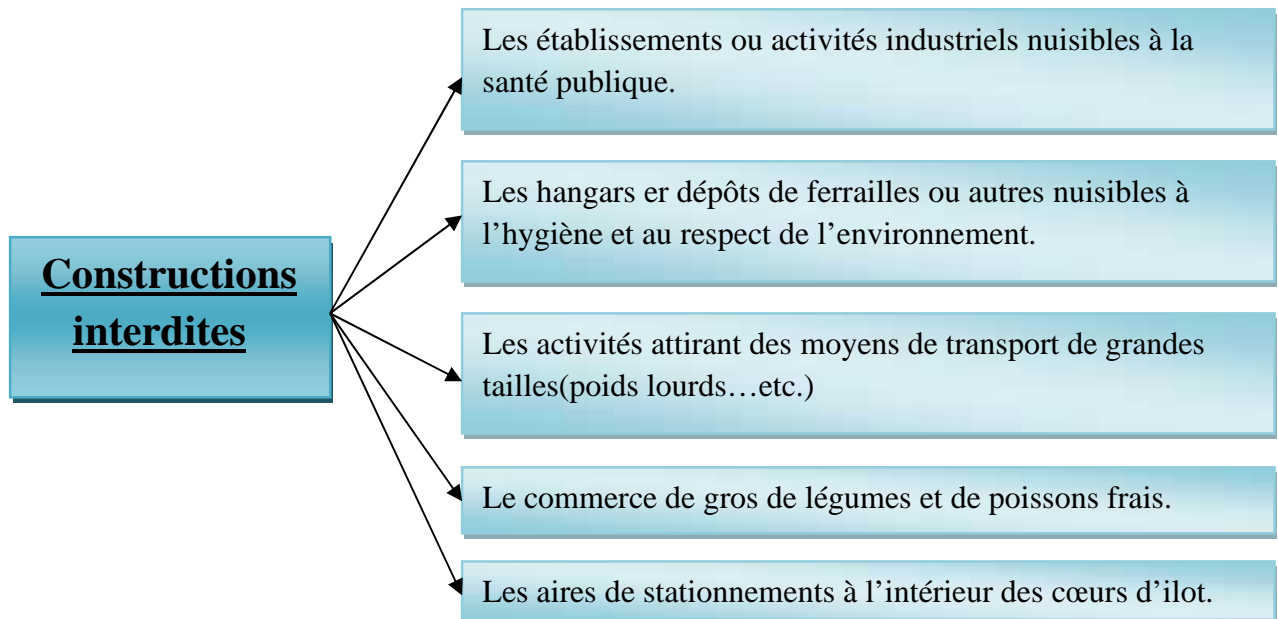 Les établissements ou activités industriels nuisibles à la
santé publique.
Les hangars er dépôts de ferrailles ou autres nuisibles à
l’hygiène et au respect de l’environnement.
Constructions
interdites
Les activités attirant des moyens de transport de grandes
tailles(poids lourds…etc.)
Le commerce de gros de légumes et de poissons frais.
Les aires de stationnements à l’intérieur des cœurs d’ilot.